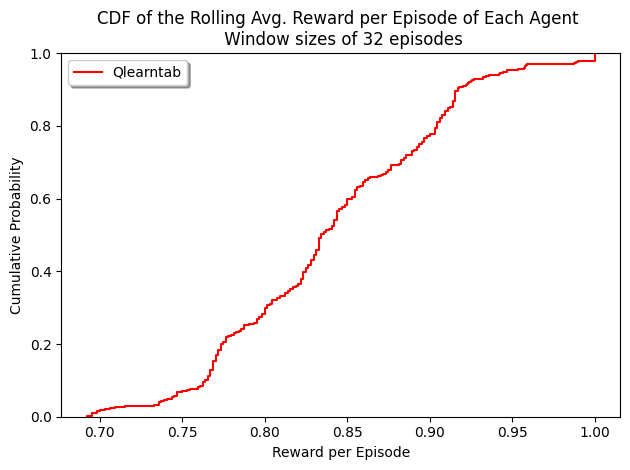 CDF of the Rolling Avg. Reward per Episode of Each Agent
Window sizes of 32 episodes
Qlearntab
1.0
0.8
0.6
0.4
0.2
0.0
Cumulative Probability
0.70 0.75 0.80 0.85 0.90 0.95 1.00
Reward per Episode